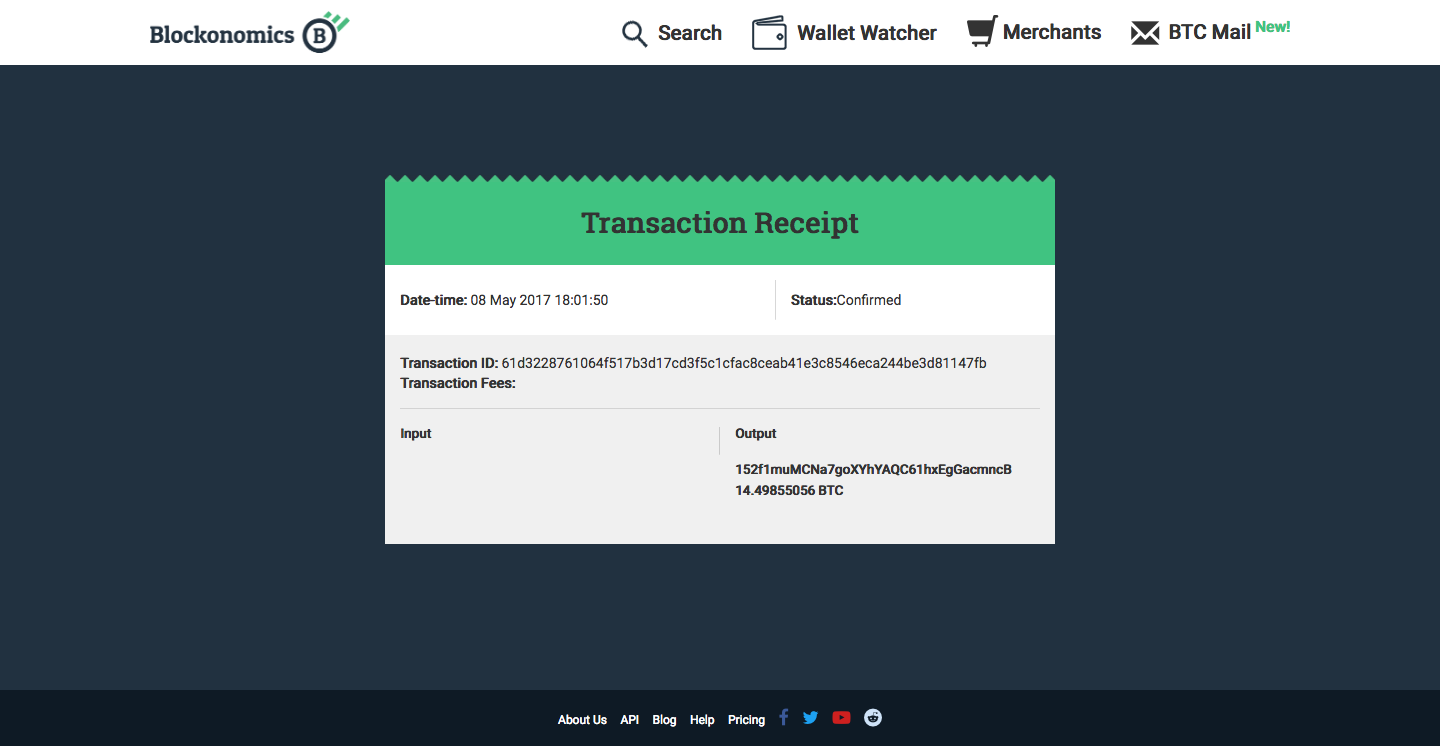 Blockonomics B
Search
Wallet Watcher
Merchants
BTC Mail New!
Transaction Receipt
Date-time: 08 May 2017 18:01:50
Status:Confirmed
Transaction ID: 61d3228761064f517b3d17cd3f5c1cfac8ceab41e3c8546eca244be3d81147fb
Transaction Fees:
Input
Output
152f1muMCNa7goXYhYAQC61hxEgGacmncB
14.49855056 BTC
About Us API Blog Help Pricing